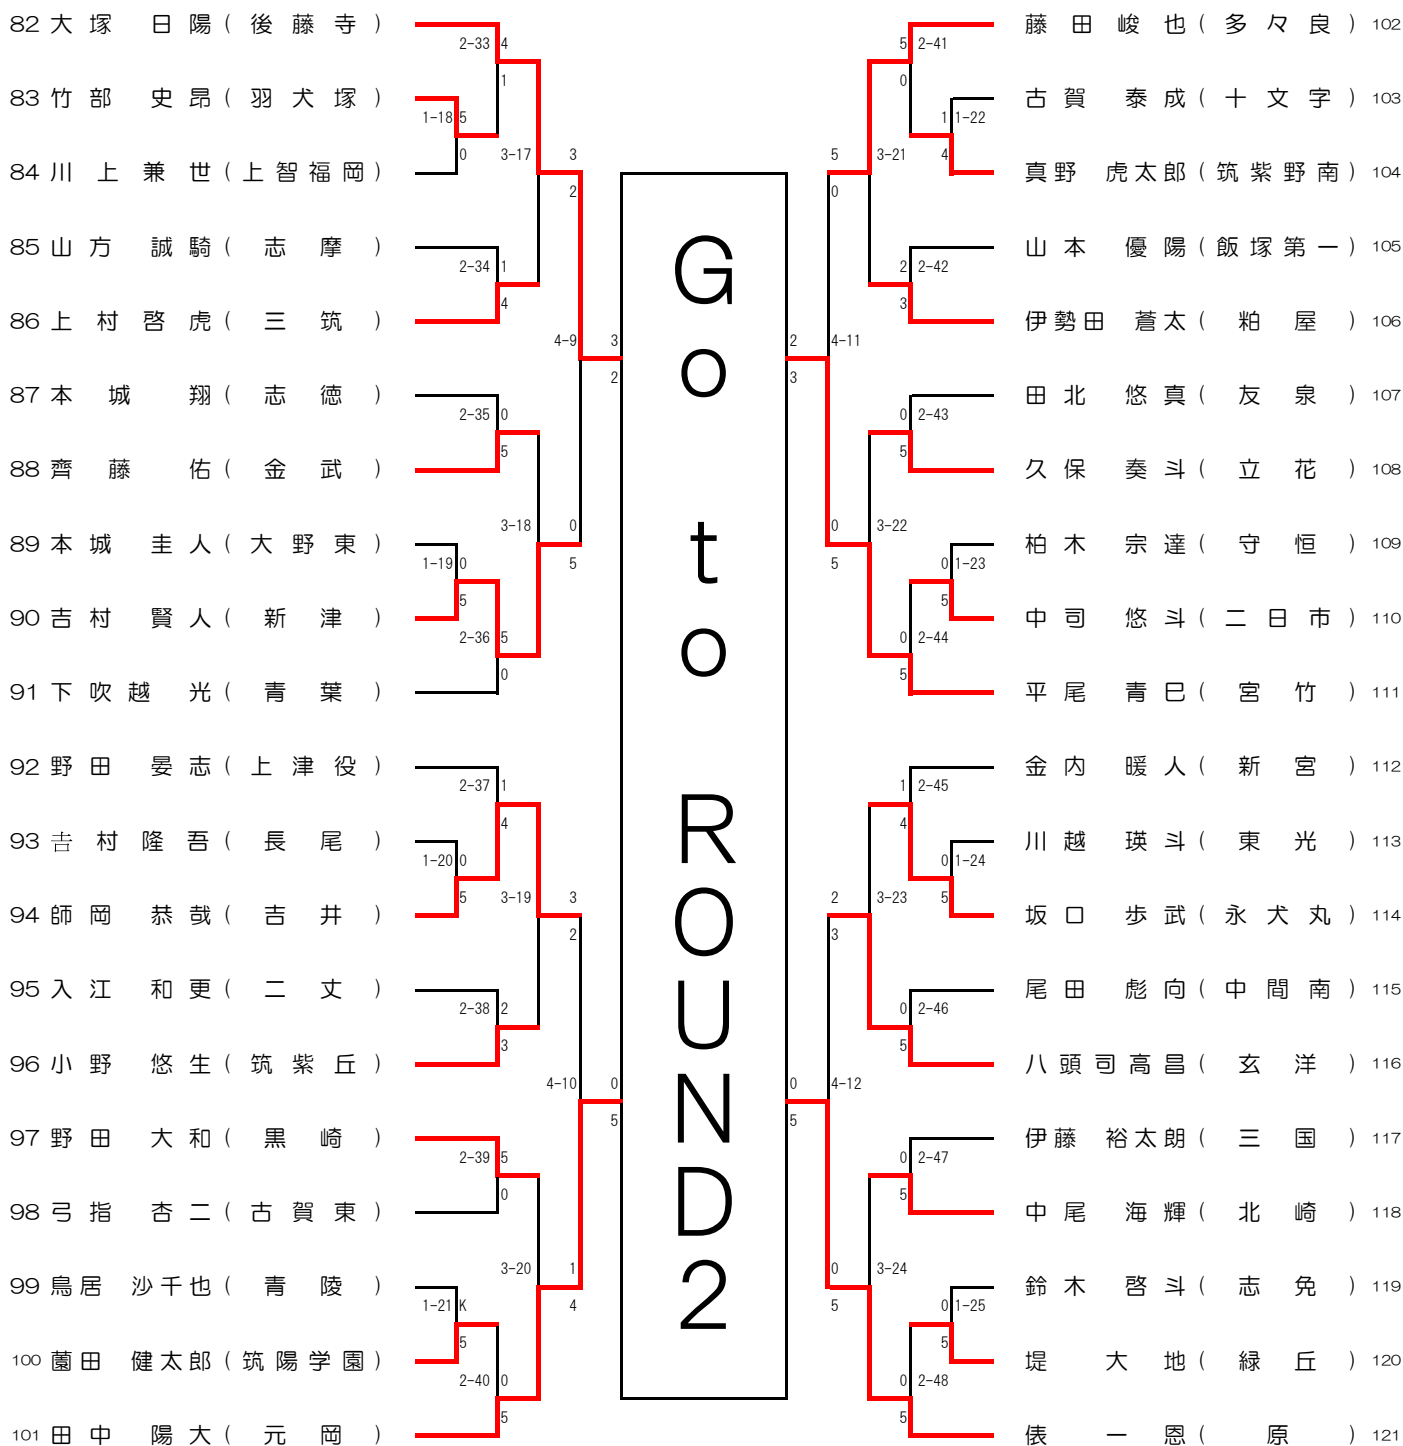 82 大塚 日陽 ( 後藤寺 )
2-33 4
1
83 竹部 史昂 ( 羽犬塚 )
1-18 5
0
84 川上 兼世 ( 上智福岡 )
3-17 3
2
85 山方 誠騎 ( 志摩 )
2-34 1
4
86 上村 啓虎 ( 三筑 )
4-9 3
2
87 本城 翔 ( 志徳 )
2-35 0
5
88 齊藤 佑 ( 金武 )
3-18 0
5
89 本城 圭人 ( 大野東 )
1-19 0
5
90 吉村 賢人 ( 新津 )
2-36 5
0
91 下吹越 光 ( 青葉 )
92 野田 晏志 ( 上津役 )
2-37 1
4
93 𠮷村 隆吾 ( 長尾 )
1-20 0
5
3-19 3
2
94 師岡 恭哉 ( 吉井 )
95 入江 和更 ( 二丈 )
2-38 2
3
96 小野 悠生 ( 筑紫丘 )
4-10 0
5
97 野田 大和 ( 黒崎 )
2-39 5
0
98 弓指 杏二 ( 古賀東 )
3-20 1
4
99 鳥居 沙千也 ( 青陵 )
1-21 K
5
100 薗田 健太郎 ( 筑陽学園 )
2-40 0
5
101 田中 陽大 ( 元岡 )
Go to ROUND2
藤田 峻也 ( 多々良 ) 102
5 2-41
0
古賀 泰成 ( 十文字 ) 103
1 1-22
4
真野 虎太郎 ( 筑紫野南 ) 104
5 3-21
0
山本 優陽 ( 飯塚第一 ) 105
2 2-42
3
伊勢田 蒼太 ( 粕屋 ) 106
2 4-11
3
田北 悠真 ( 友泉 ) 107
0 2-43
5
久保 奏斗 ( 立花 ) 108
0 3-22
5
柏木 宗達 ( 守恒 ) 109
0 1-23
5
中司 悠斗 ( 二日市 ) 110
0 2-44
5
平尾 青巳 ( 宮竹 ) 111
金内 暖人 ( 新宮 ) 112
1 2-45
4
川越 瑛斗 ( 東光 ) 113
0 1-24
5
坂口 歩武 ( 永犬丸 ) 114
2 3-23
3
尾田 彪向 ( 中間南 ) 115
0 2-46
5
八頭司 高昌 ( 玄洋 ) 116
0 4-12
5
伊藤 裕太朗 ( 三国 ) 117
0 2-47
5
中尾 海輝 ( 北崎 ) 118
0 3-24
5
鈴木 啓斗 ( 志免 ) 119
0 1-25
5
堤 大地 ( 緑丘 ) 120
0 2-48
5
俵 一恩 ( 原 ) 121